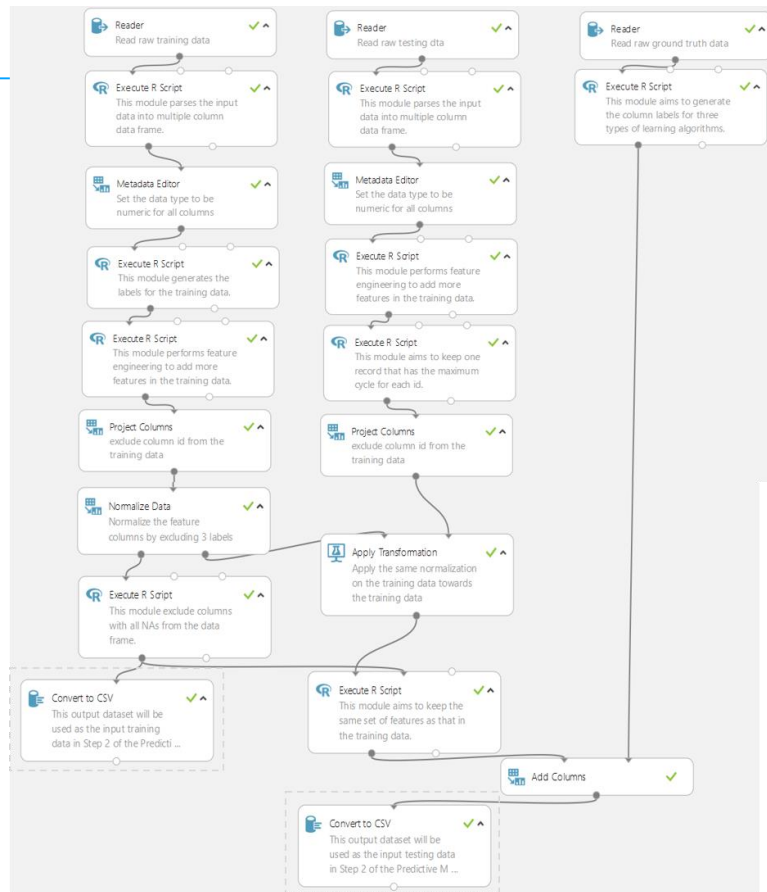 Reader
Read raw training data
Execute R Script
This module parses the input
data into multiple column
data frame.
Metadata Editor
Set the data type to be
numeric for all columns
Execute R Script
This module generates the
labels for the training data.
Execute R Script
This module performs feature
engineering to add more
features in the training data.
Project Columns
exclude column id from the
training data
Normalize Data
Normalize the feature
columns by excluding 3 labels
Execute R Script
This module exclude columns
with all NAs from the data
frame.
Convert to CSV
This output dataset will be
used as the input training
data in Step 2 of the Predicti ...
Reader
Read raw testing dta
Execute R Script
This module parses the input
data into multiple column
data frame.
Metadata Editor
Set the data type to be
numeric for all columns
Execute R Script
This module performs feature
engineering to add more
features in the training data.
Execute R Script
This module aims to keep one
record that has the maximum
cycle for each id.
Project Columns
exclude column id from the
training data
Apply Transformation
Apply the same normalization
on the training data towards
the training data
Execute R Script
This module aims to keep the
same set of features as that in
the training data.
Reader
Read raw ground truth data
Execute R Script
This module aims to generate
the column labels for three
types of learning algorithms.
Add Columns
Convert to CSV
This output dataset will be
used as the input testing data
in Step 2 of the Predictive M ...